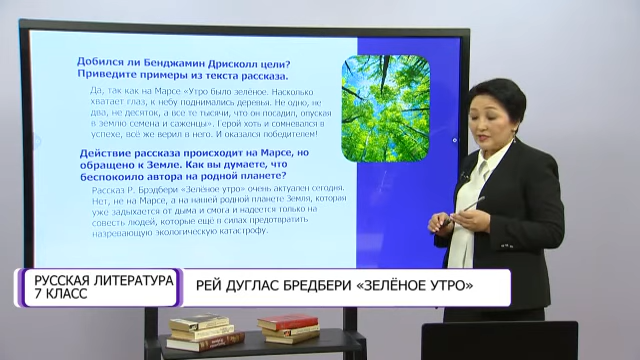 Добился ли Бенджамин Дрисколл цели?
Приведите примеры из текста рассказа.
Да, так как на Марсе «Утро было зелёное. Насколько
хватает глаз, к небу поднимались деревья. Не одно, не
два, не десяток, а все те тысячи, что он посадил, опуская
в землю семена и саженцы». Герой хоть и сомневался в
успехе, всё же верил в него. И оказался победителем!
Действие рассказа происходит на Марсе, но
обращено к Земле. Как вы думаете, что
беспокоило автора на родной планете?
Рассказ Р. Брэдбери «Зелёное утро» очень актуален сегодня.
Нет, не на Марсе, а на нашей родной планете Земля, которая
уже задыхается от дыма и смога и надеется только на
совесть людей, которые ещё в силах предотвратить
назревающую экологическую катастрофу.
РУССКАЯ ЛИТЕРАТУРА
7 КЛАСС
РЕЙ ДУГЛАС БРЕДБЕРИ «ЗЕЛЁНОЕ УТРО»